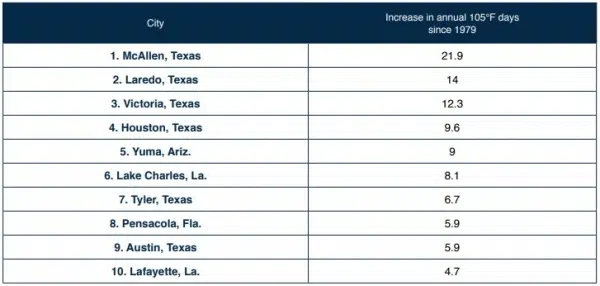 City
Increase in annual 105°F days
since 1979
1. McAllen, Texas
21.9
2. Laredo, Texas
14
3. Victoria, Texas
12.3
4. Houston, Texas
9.6
5. Yuma, Ariz.
9
6. Lake Charles, La.
8.1
7. Tyler, Texas
6.7
8. Pensacola, Fla.
5.9
9. Austin, Texas
5.9
10. Lafayette, La.
4.7